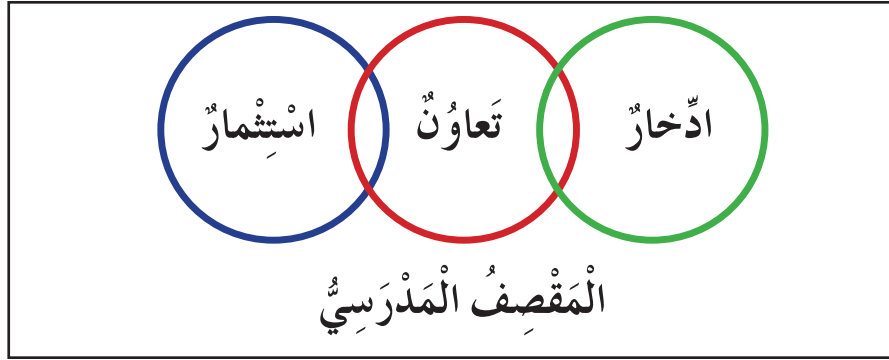 ادِّخارٌ تَعاوُنٌ اسْتِثْمارٌ
الْمَقْصِفُ الْمَدْرَسِيُّ